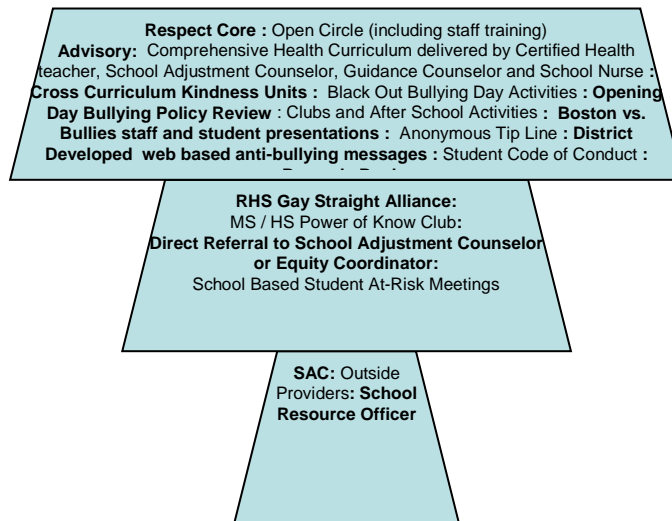 Respect Core : Open Circle (including staff training)
Advisory: Comprehensive Health Curriculum delivered by Certified Health
teacher, School Adjustment Counselor, Guidance Counselor and School Nurse :
Cross Curriculum Kindness Units : Black Out Bullying Day Activities : Opening
Day Bullying Policy Review : Clubs and After School Activities : Boston vs.
Bullies staff and student presentations : Anonymous Tip Line : District
Developed web based anti-bullying messages : Student Code of Conduct :
RHS Gay Straight Alliance:
MS / HS Power of Know Club:
Direct Referral to School Adjustment Counselor
or Equity Coordinator:
School Based Student At-Risk Meetings
SAC: Outside
Providers: School
Resource Officer